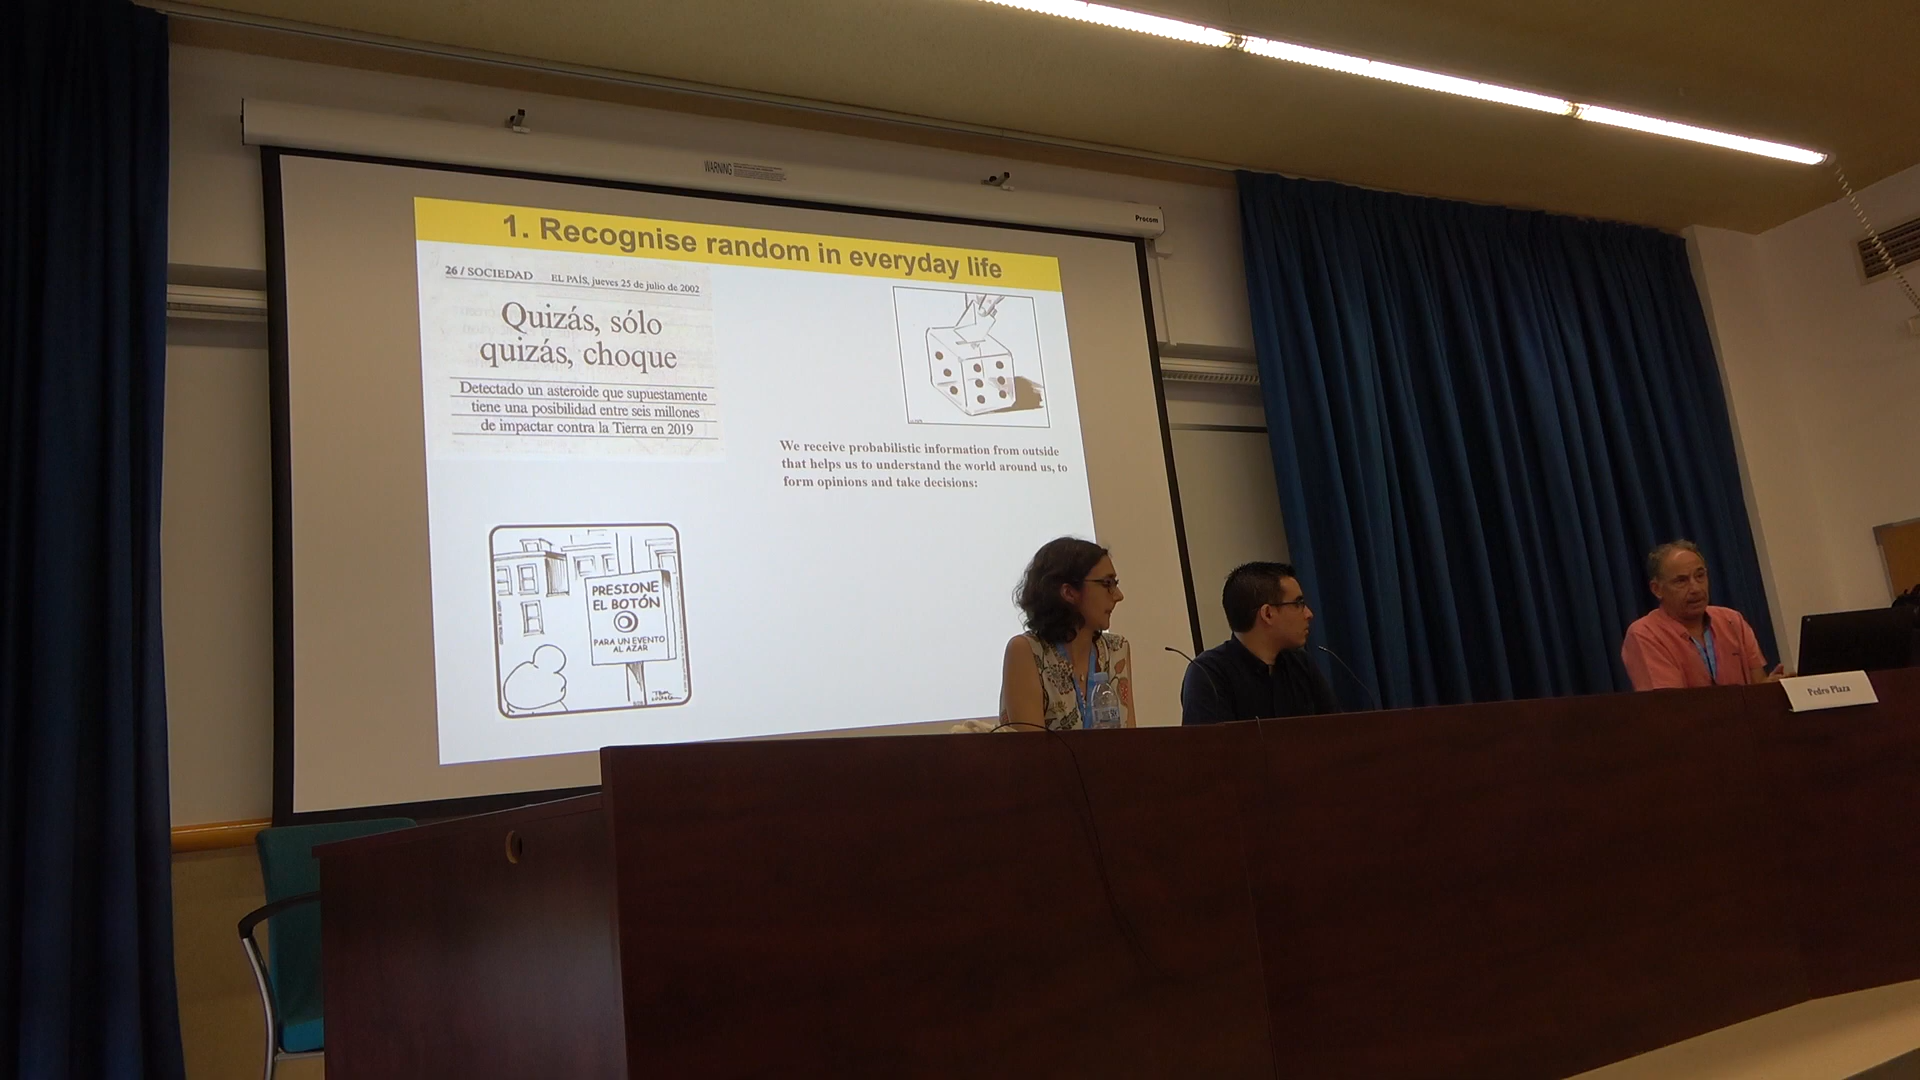 WARNING
Procom
1. Recognise random in everyday life
26 / SOCIEDAD EL PAÍS, jueves 25 de julio de 2002
Quizás, sólo
quizás, choque
Detectado un asteroide que supuestamente
tiene una posibilidad entre seis millones
de impactar contra la Tierra en 2019
We receive probabilistic information from outside
that helps us to understand the world around us, to
form opinions and take decisions:
PRESIONE
EL BOTÓN
PARA UN EVENTO
AL AZAR
Pedro Plaza